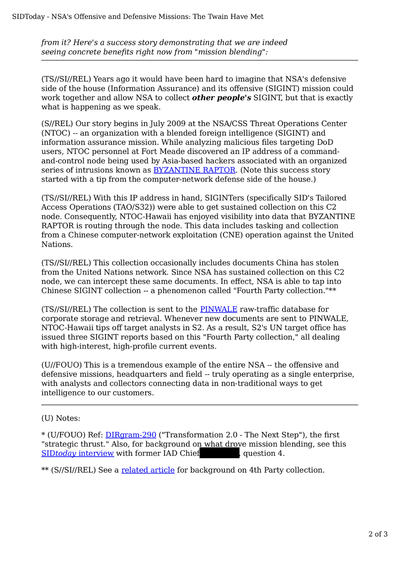 SIDToday - NSA's Offensive and Defensive Missions: The Twain Have Met
from it? Here's a success story demonstrating that we are indeed
seeing concrete benefits right now from "mission blending":
(TS//SI//REL) Years ago it would have been hard to imagine that NSA's defensive
side of the house (Information Assurance) and its offensive (SIGINT) mission could
work together and allow NSA to collect other people's SIGINT, but that is exactly
what is happening as we speak.
(S//REL) Our story begins in July 2009 at the NSA/CSS Threat Operations Center
(NTOC) -- an organization with a blended foreign intelligence (SIGINT) and
information assurance mission. While analyzing malicious files targeting DoD
users, NTOC personnel at Fort Meade discovered an IP address of a command-
and-control node being used by Asia-based hackers associated with an organized
series of intrusions known as BYZANTINE RAPTOR. (Note this success story
started with a tip from the computer-network defense side of the house.)
(TS//SI//REL) With this IP address in hand, SIGINTers (specifically SID's Tailored
Access Operations (TAO/S32)) were able to get sustained collection on this C2
node. Consequently, NTOC-Hawaii has enjoyed visibility into data that BYZANTINE
RAPTOR is routing through the node. This data includes tasking and collection
from a Chinese computer-network exploitation (CNE) operation against the United
Nations.
(TS//SI//REL) This collection occasionally includes documents China has stolen
from the United Nations network. Since NSA has sustained collection on this C2
node, we can intercept these same documents. In effect, NSA is able to tap into
Chinese SIGINT collection -- a phenomenon called "Fourth Party collection."**
(TS//SI//REL) The collection is sent to the PINWALE raw-traffic database for
corporate storage and retrieval. Whenever new documents are sent to PINWALE,
NTOC-Hawaii tips off target analysts in S2. As a result, S2's UN target office has
issued three SIGINT reports based on this "Fourth Party collection," all dealing
with high-interest, high-profile current events.
(U//FOUO) This is a tremendous example of the entire NSA -- the offensive and
defensive missions, headquarters and field -- truly operating as a single enterprise,
with analysts and collectors connecting data in non-traditional ways to get
intelligence to our customers.
(U) Notes:
* (U/FOUO) Ref: DIRgram-290 ("Transformation 2.0 - The Next Step"), the first
"strategic thrust." Also, for background on what drove mission blending, see this
SIDtoday interview with former IAD Chief , question 4.
** (S//SI//REL) See a related article for background on 4th Party collection.
2 of 3